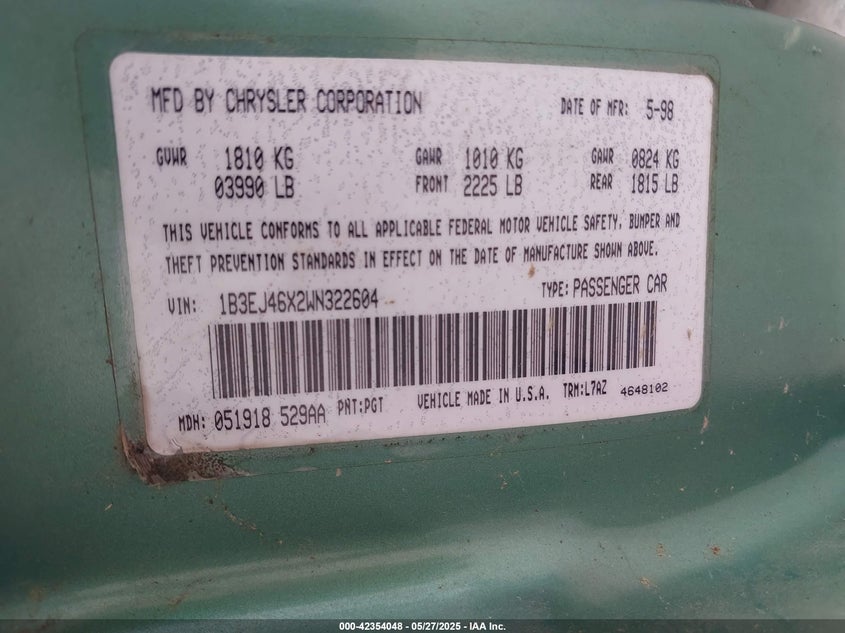 MFD BY CHRYSLER CORPORATION DATE OF MFR: 5-98
GVWR 1810 KG GAWR 1010 KG GAWR 0824 KG
03990 LB FRONT 2225 LB REAR 1815 LB
THIS VEHICLE CONFORMS TO ALL APPLICABLE FEDERAL MOTOR VEHICLE SAFETY, BUMPER AND
THEFT PREVENTION STANDARDS IN EFFECT ON THE DATE OF MANUFACTURE SHOWN ABOVE.
VIN: 1B3EJ46X2WN322604 TYPE: PASSENGER CAR
MDH: 051918 529AA PNT:PGT VEHICLE MADE IN U.S.A. TRM:L7AZ 4648102
000-42354048 - 05/27/2025 - IAA Inc.